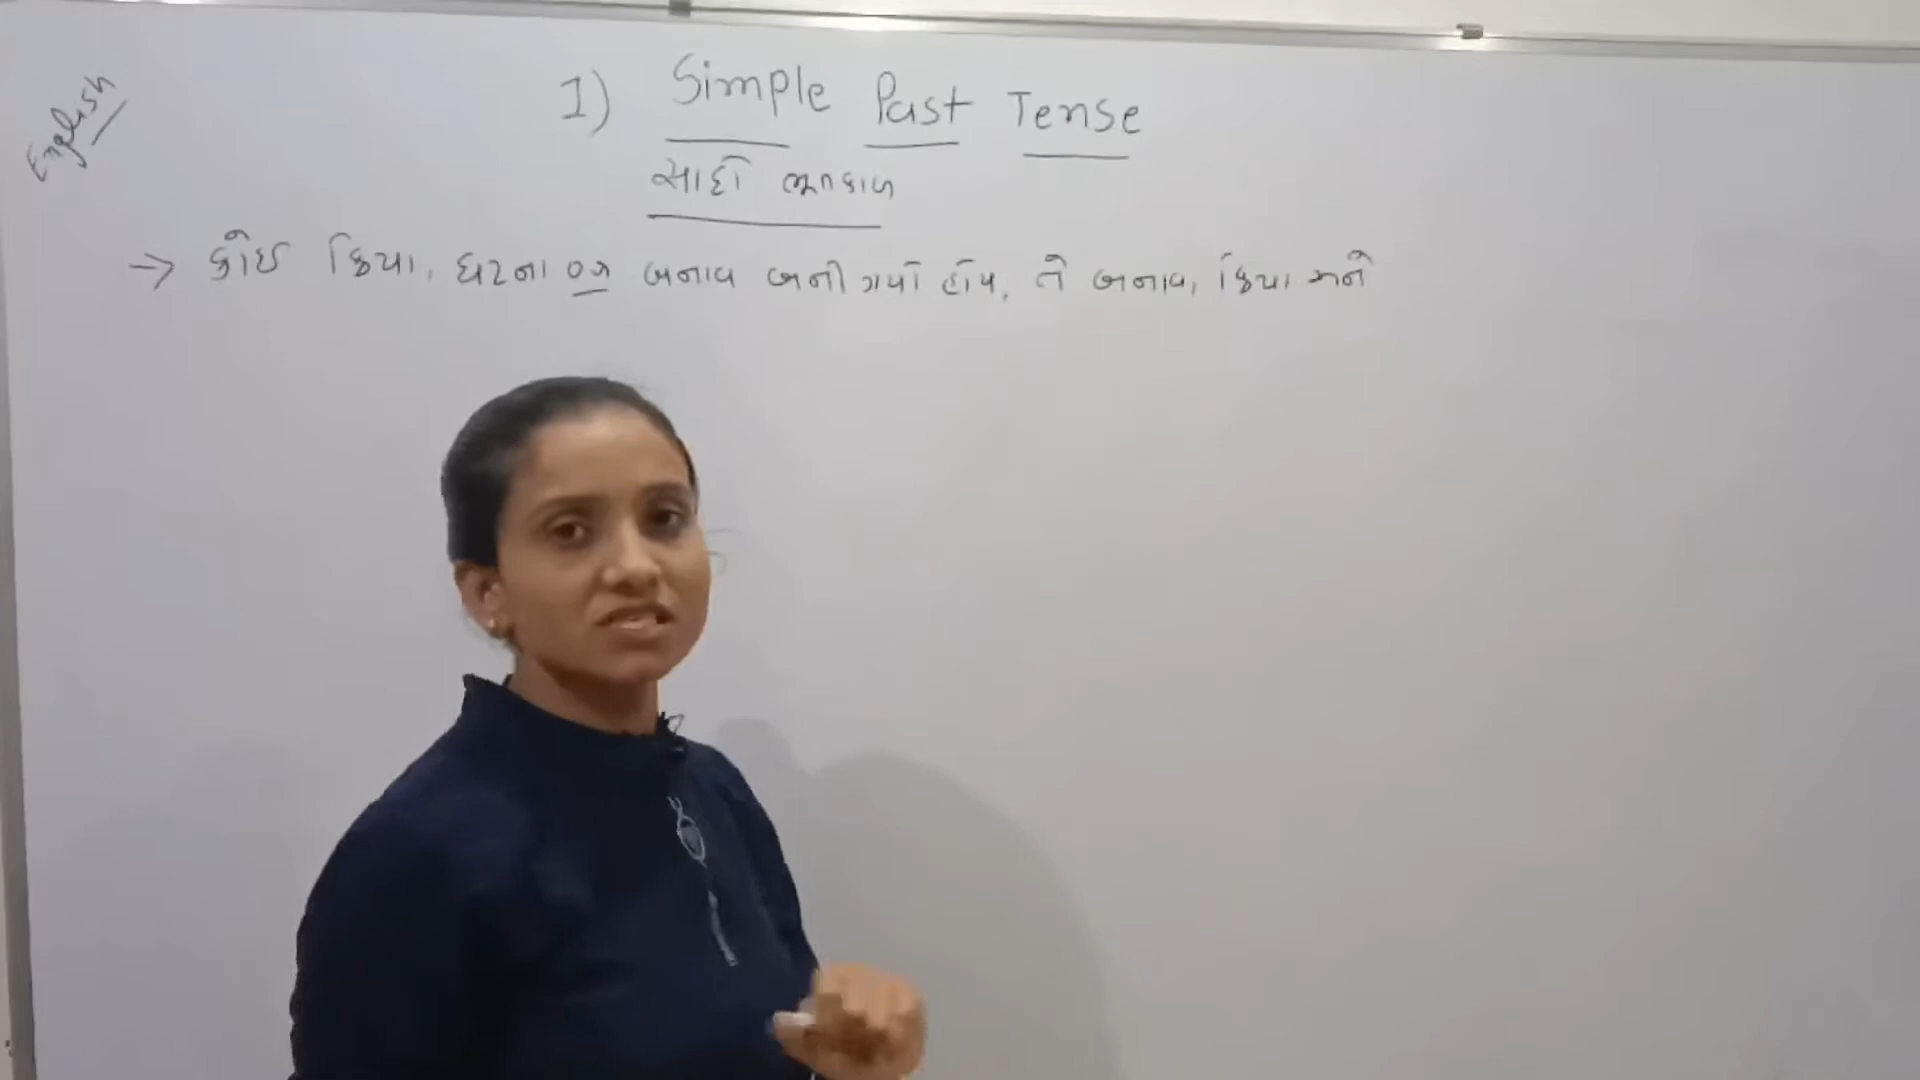 English
1) Simple Past Tense
સાદો ભૂતકાળ
→ કોઈ ક્રિયા, ઘટના બનાવ બની ગયો હોય, તે બનાવ, ક્રિયા અને